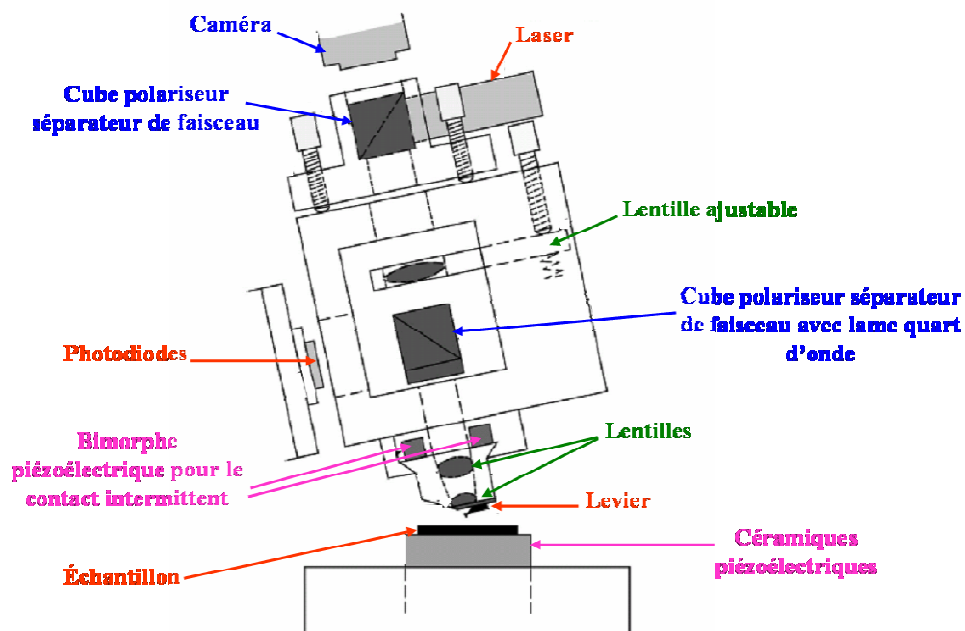 Caméra
Laser
Cube polariseur
séparateur de faisceau
Lentille ajustable
Cube polariseur séparateur
de faisceau avec lame quart
d'onde
Photodiodes
Bimorphe
piézoélectrique pour le
contact intermittent
Lentilles
Levier
Échantillon
Céramiques
piézoélectriques